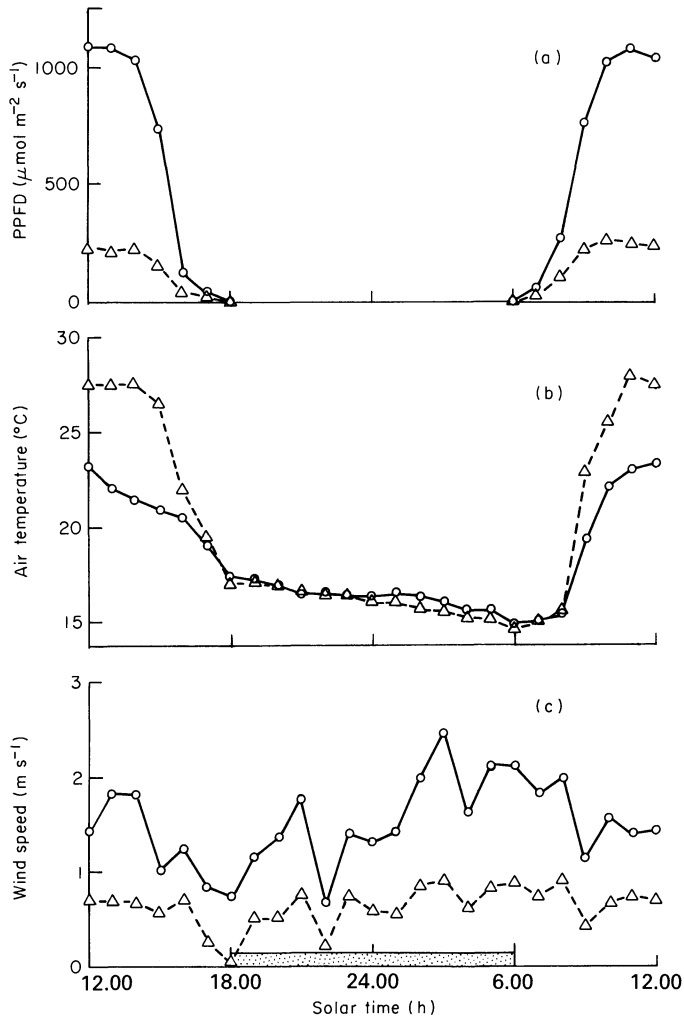 PPFD (μmol m⁻² s⁻¹)
1000
500
0
(a)
Air temperature (°C)
30
25
20
15
(b)
Wind speed (m s⁻¹)
3
2
1
0
(c)
12.00 18.00 24.00 6.00 12.00
Solar time (h)